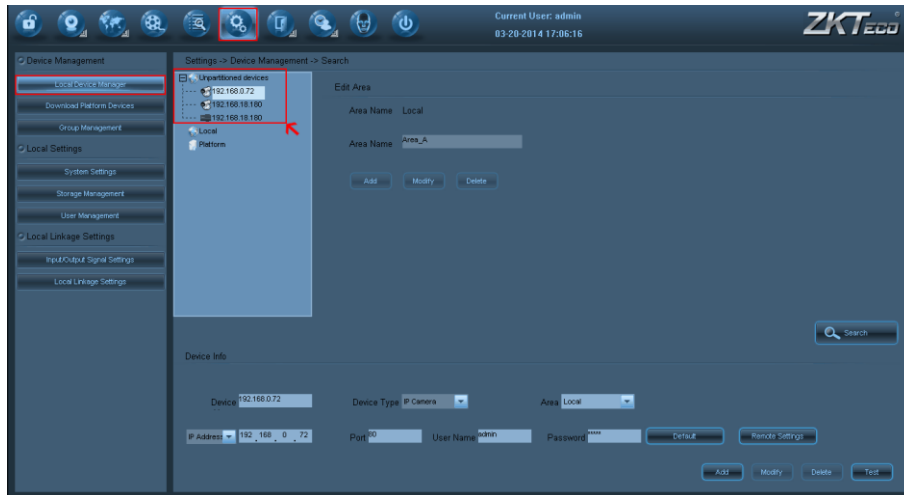 Current User: admin
03-20-2014 17:06:16
ZKTeco
Device Management
Local Device Manager
Download Platform Devices
Group Management
Local Settings
System Settings
Storage Management
User Management
Local Linkage Settings
Input/Output Signal Settings
Local Linkage Settings
Settings -> Device Management -> Search
Unpartitioned devices
192.168.0.72
192.168.18.180
192.168.18.180
Local
Platform
Edit Area
Area Name Local
Area Name Area_A
Add Modify Delete
Search
Device Info
Device 192.168.0.72 Device Type IP Camera Area Local
IP Address 192 . 168 . 0 . 72 Port 80 User Name admin Password ***** Default Remote Settings
Add Modify Delete Test